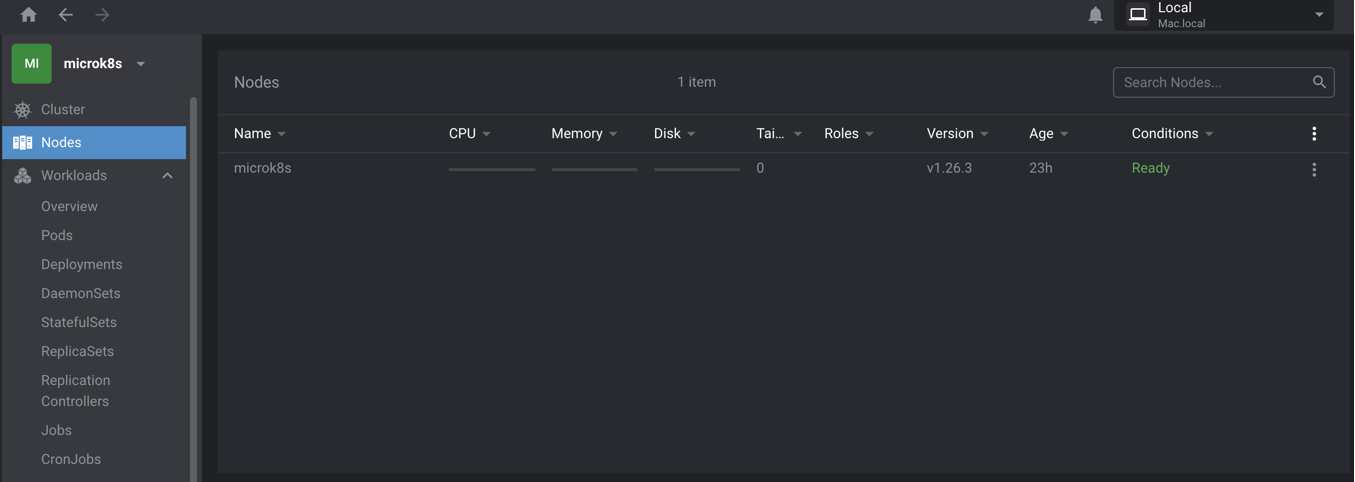 Local
Mac.local
MI microk8s
Cluster
Nodes
Workloads
Overview
Pods
Deployments
DaemonSets
StatefulSets
ReplicaSets
Replication
Controllers
Jobs
CronJobs
Nodes 1 item Search Nodes...
Name CPU Memory Disk Tai... Roles Version Age Conditions
microk8s 0 v1.26.3 23h Ready